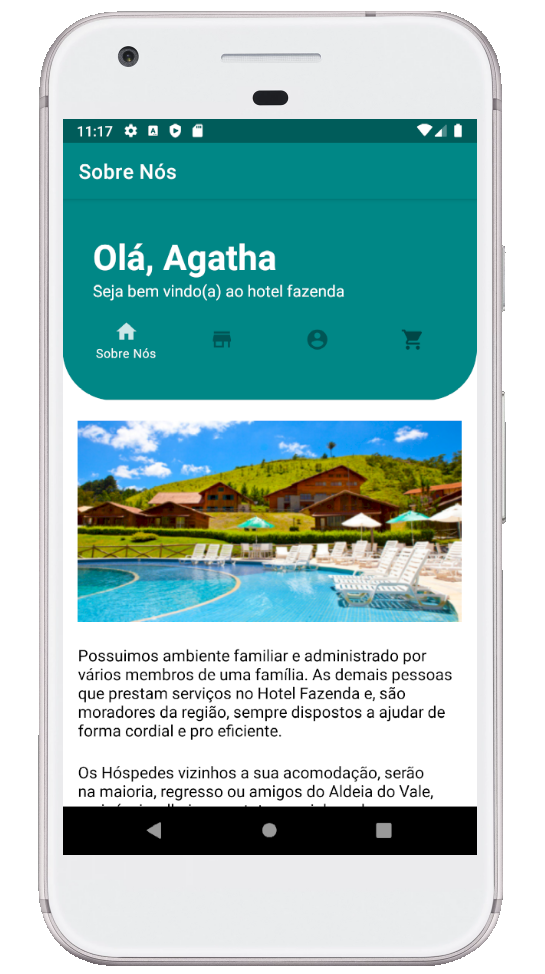 11:17
Sobre Nós
Olá, Agatha
Seja bem vindo(a) ao hotel fazenda
Sobre Nós
Possuimos ambiente familiar e administrado por
vários membros de uma família. As demais pessoas
que prestam serviços no Hotel Fazenda e, são
moradores da região, sempre dispostos a ajudar de
forma cordial e pro eficiente.
Os Hóspedes vizinhos a sua acomodação, serão
na maioria, regresso ou amigos do Aldeia do Vale,